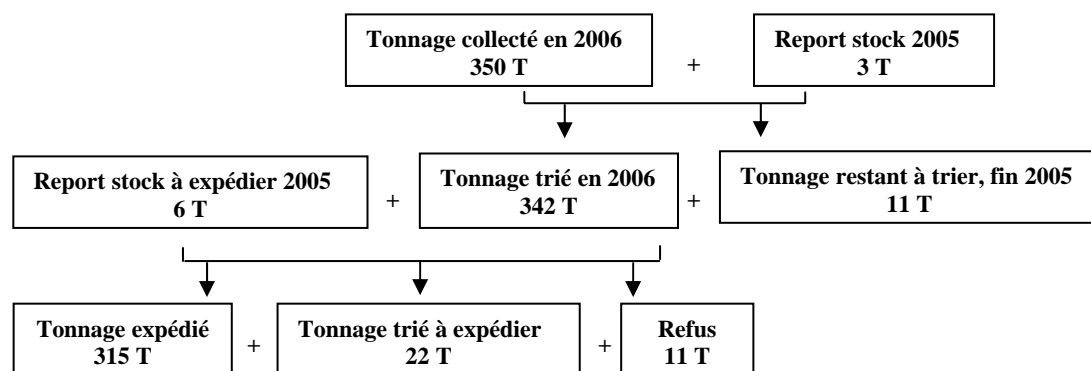 Tonnage collecté en 2006
350 T
+
Report stock 2005
3 T
Report stock à expédier 2005
6 T
+
Tonnage trié en 2006
342 T
+
Tonnage restant à trier, fin 2005
11 T
Tonnage expédié
315 T
+
Tonnage trié à expédier
22 T
+
Refus
11 T